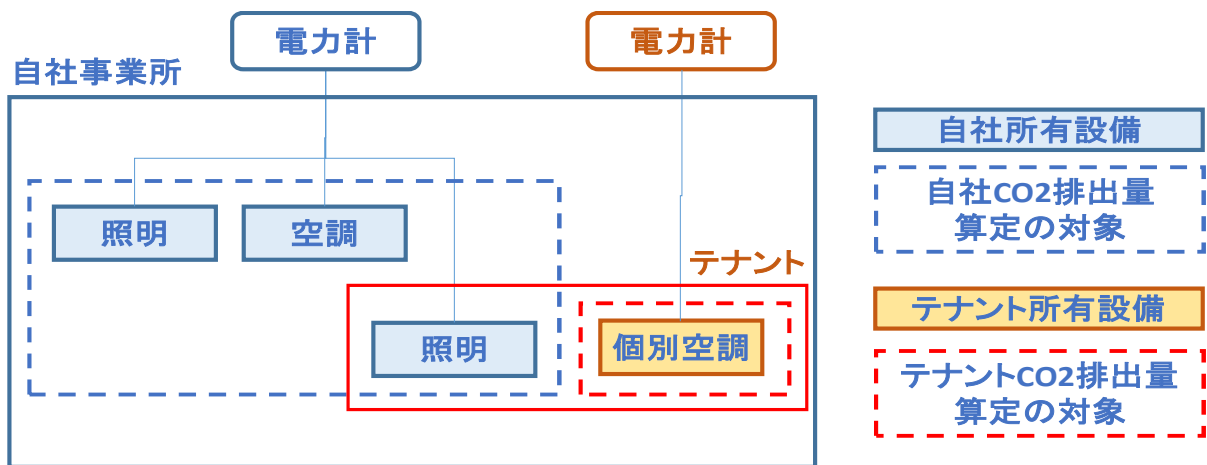 電力計
電力計
自社事業所
照明
空調
テナント
照明
個別空調
自社所有設備
自社CO2排出量
算定の対象
テナント所有設備
テナントCO2排出量
算定の対象